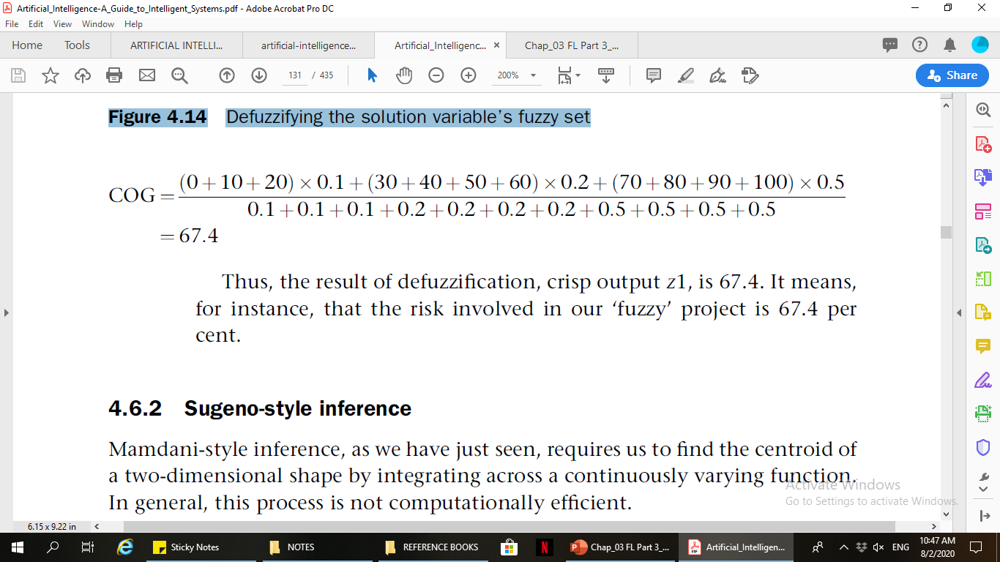 Artificial_Intelligence-A_Guide_to_Intelligent_Systems.pdf - Adobe Acrobat Pro DC
File Edit View Window Help
Home Tools ARTIFICIAL INTELLI... artificial-intelligence... Artificial_Intelligenc... × Chap_03 FL Part 3_...
131 / 435 200% Share
Figure 4.14 Defuzzifying the solution variable's fuzzy set
(0 + 10 + 20) × 0.1 + (30 + 40 + 50 + 60) × 0.2 + (70 + 80 + 90 + 100) × 0.5
COG =
0.1 + 0.1 + 0.1 + 0.2 + 0.2 + 0.2 + 0.2 + 0.5 + 0.5 + 0.5 + 0.5
= 67.4
Thus, the result of defuzzification, crisp output z1, is 67.4. It means,
for instance, that the risk involved in our ‘fuzzy’ project is 67.4 per
cent.
4.6.2 Sugeno-style inference
Mamdani-style inference, as we have just seen, requires us to find the centroid of
a two-dimensional shape by integrating across a continuously varying function.
In general, this process is not computationally efficient.
Activate Windows
Go to Settings to activate Windows.
6.15 x 9.22 in
Sticky Notes NOTES REFERENCE BOOKS Chap_03 FL Part 3_... Artificial_Intelligen... ENG 10:47 AM
8/2/2020